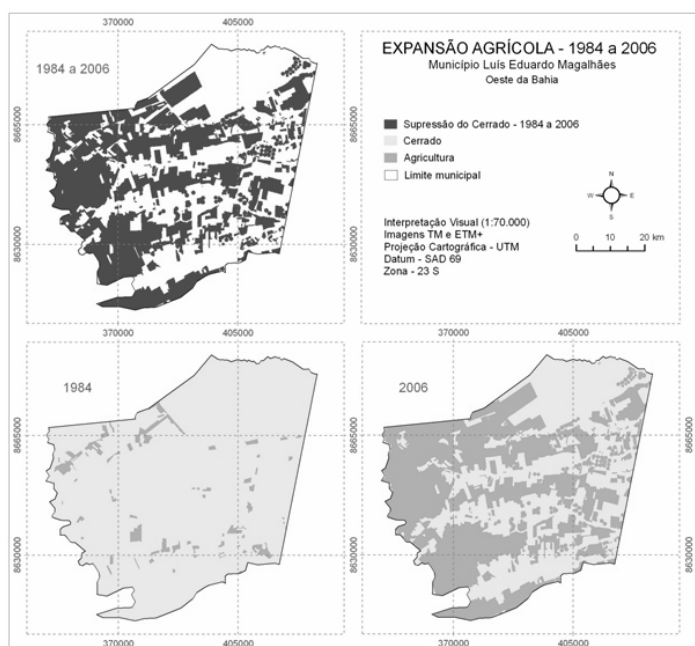 370000
405000
1984 a 2006
8665000
8630000
370000
405000
EXPANSÃO AGRÍCOLA - 1984 a 2006
Município Luís Eduardo Magalhães
Oeste da Bahia
Supressão do Cerrado - 1984 a 2006
Cerrado
Agricultura
Limite municipal
N
W
E
S
Interpretação Visual (1:70.000)
Imagens TM e ETM+
Projeção Cartográfica - UTM
Datum - SAD 69
Zona - 23 S
0 10 20 km
405000
8665000
8630000
1984
8665000
8630000
370000
405000
370000
405000
2006
8665000
8630000
370000
405000